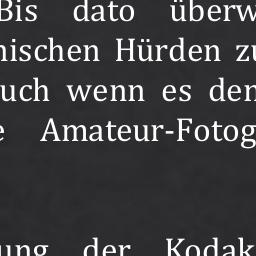 Bis dato überw
nischen Hürden zu
uch wenn es den
e Amateur-Fotog
ung der Kodak